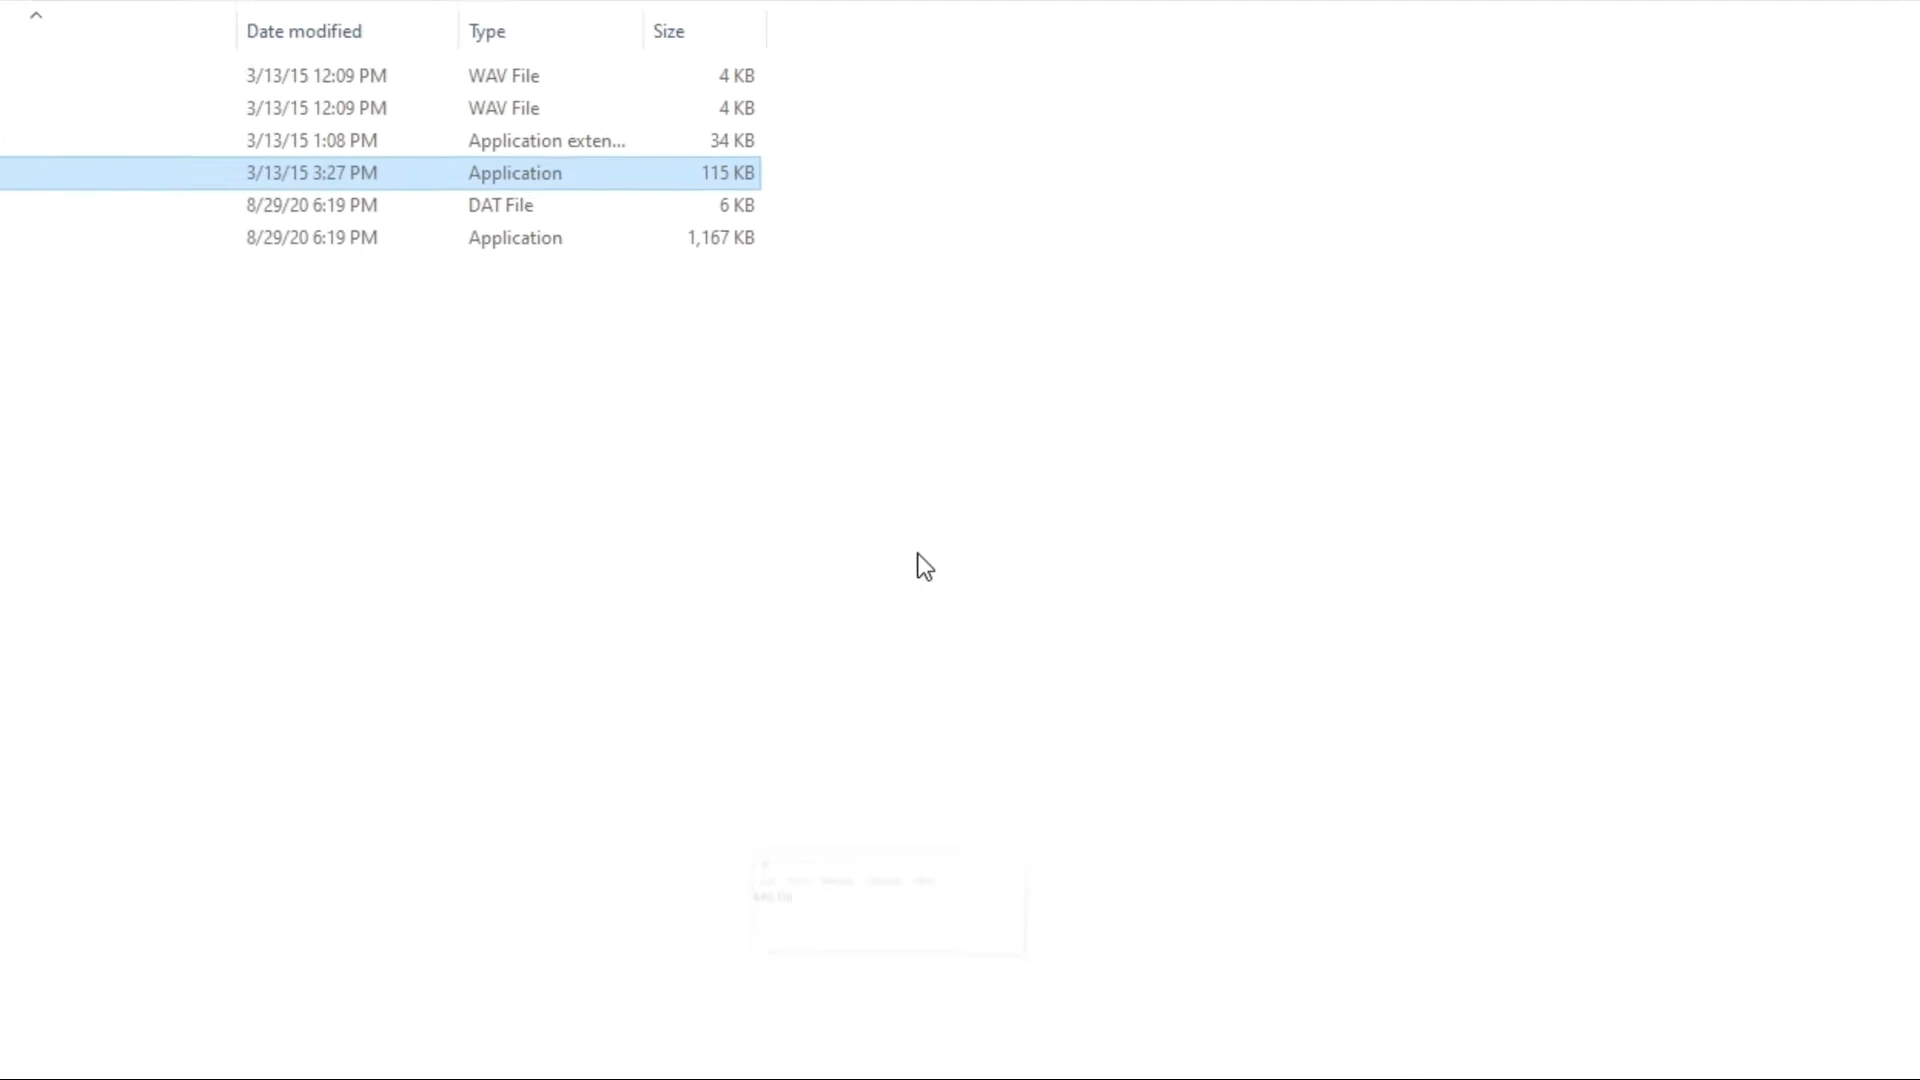 Date modified Type Size
3/13/15 12:09 PM WAV File 4 KB
3/13/15 12:09 PM WAV File 4 KB
3/13/15 1:08 PM Application exten... 34 KB
3/13/15 3:27 PM Application 115 KB
8/29/20 6:19 PM DAT File 6 KB
8/29/20 6:19 PM Application 1,167 KB